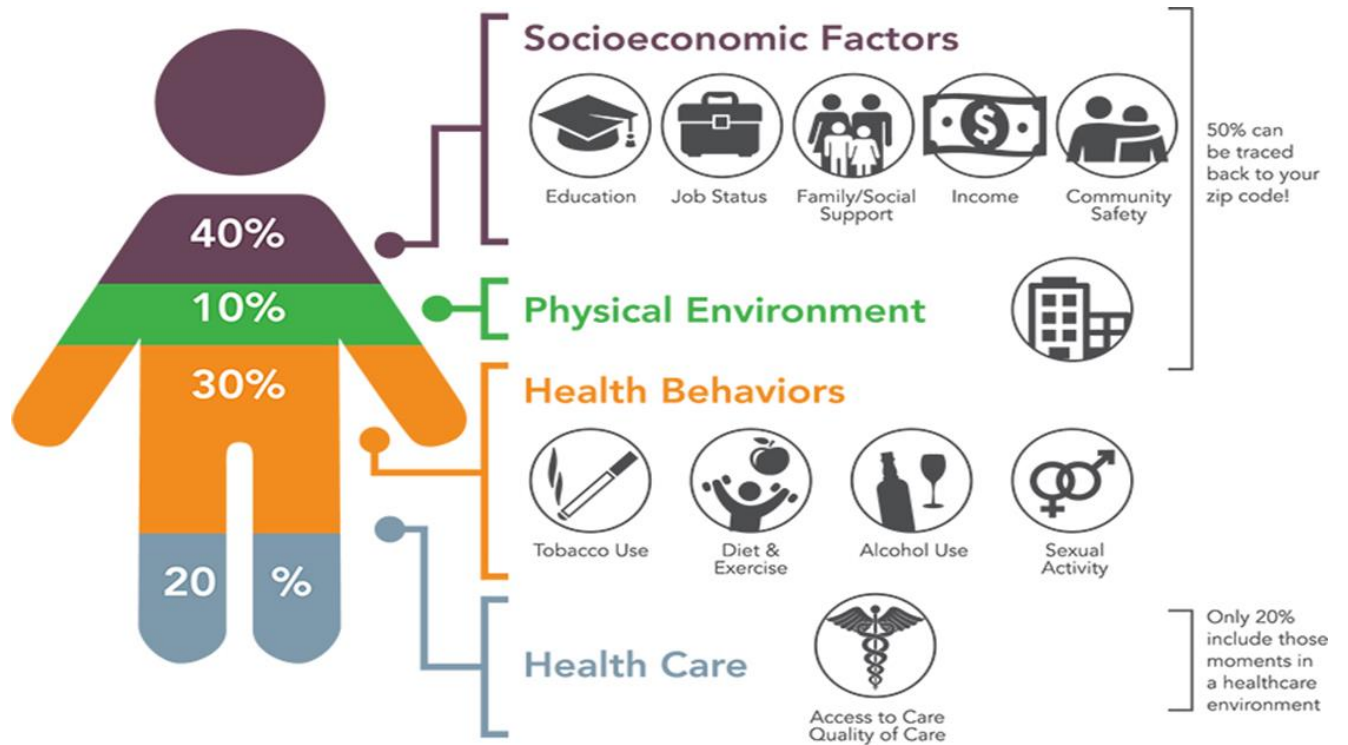 Socioeconomic Factors
Education
Job Status
Family/Social
Support
Income
Community
Safety
50% can
be traced
back to your
zip code!
40%
10%
Physical Environment
30%
Health Behaviors
Tobacco Use
Diet &
Exercise
Alcohol Use
Sexual
Activity
20 %
Health Care
Access to Care
Quality of Care
Only 20%
include those
moments in
a healthcare
environment